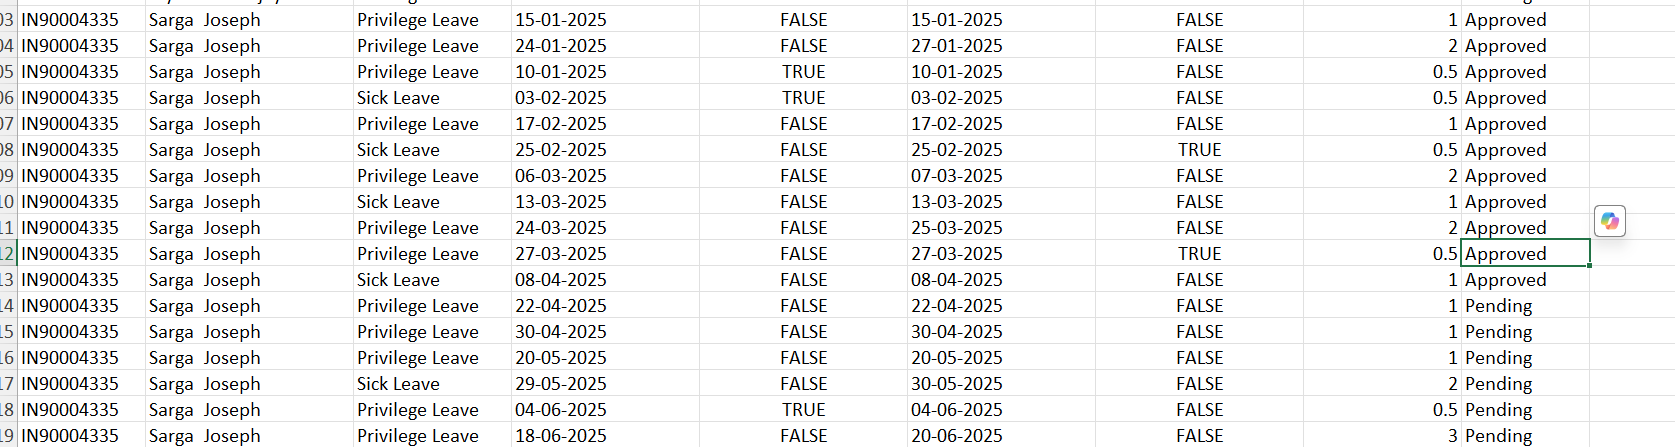 03 IN90004335 Sarga Joseph Privilege Leave 15-01-2025 FALSE 15-01-2025 FALSE 1 Approved
04 IN90004335 Sarga Joseph Privilege Leave 24-01-2025 FALSE 27-01-2025 FALSE 2 Approved
05 IN90004335 Sarga Joseph Privilege Leave 10-01-2025 TRUE 10-01-2025 FALSE 0.5 Approved
06 IN90004335 Sarga Joseph Sick Leave 03-02-2025 TRUE 03-02-2025 FALSE 0.5 Approved
07 IN90004335 Sarga Joseph Privilege Leave 17-02-2025 FALSE 17-02-2025 FALSE 1 Approved
08 IN90004335 Sarga Joseph Sick Leave 25-02-2025 FALSE 25-02-2025 TRUE 0.5 Approved
09 IN90004335 Sarga Joseph Privilege Leave 06-03-2025 FALSE 07-03-2025 FALSE 2 Approved
10 IN90004335 Sarga Joseph Sick Leave 13-03-2025 FALSE 13-03-2025 FALSE 1 Approved
11 IN90004335 Sarga Joseph Privilege Leave 24-03-2025 FALSE 25-03-2025 FALSE 2 Approved
12 IN90004335 Sarga Joseph Privilege Leave 27-03-2025 FALSE 27-03-2025 TRUE 0.5 Approved
13 IN90004335 Sarga Joseph Sick Leave 08-04-2025 FALSE 08-04-2025 FALSE 1 Approved
14 IN90004335 Sarga Joseph Privilege Leave 22-04-2025 FALSE 22-04-2025 FALSE 1 Pending
15 IN90004335 Sarga Joseph Privilege Leave 30-04-2025 FALSE 30-04-2025 FALSE 1 Pending
16 IN90004335 Sarga Joseph Privilege Leave 20-05-2025 FALSE 20-05-2025 FALSE 1 Pending
17 IN90004335 Sarga Joseph Sick Leave 29-05-2025 FALSE 30-05-2025 FALSE 2 Pending
18 IN90004335 Sarga Joseph Privilege Leave 04-06-2025 TRUE 04-06-2025 FALSE 0.5 Pending
19 IN90004335 Sarga Joseph Privilege Leave 18-06-2025 FALSE 20-06-2025 FALSE 3 Pending